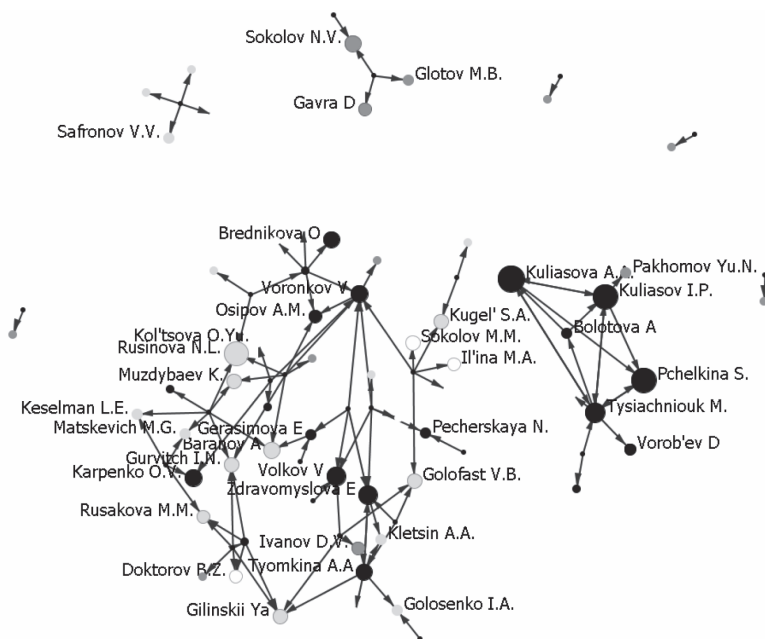 Sokolov N.V.
Glotov M.B.
Gavra D
Safronov V.V.
Brednikova O
Voronkov V
Osipov A.M.
Kol'tsova O.Yu.
Rusinova N.L.
Muzdybaev K.
Keselman L.E.
Matskevich M.G.
Gerasimova E
Baranov A
Gurvitch I.N.
Karpenko O.V.
Volkov V
Zdravomyslova E
Rusakova M.M.
Ivanov D.V.
Doktorov B.Z.
Tyomkina A.A
Gilinskii Ya
Kugel' S.A.
Sokolov M.M.
Il'ina M.A.
Pecherskaya N.
Golofast V.B.
Kletsin A.A.
Golosenko I.A.
Kuliasova A.A.
Pakhomov Yu.N.
Kuliasov I.P.
Bolotova A
Pchelkina S.
Tysiachniouk M.
Vorob'ev D